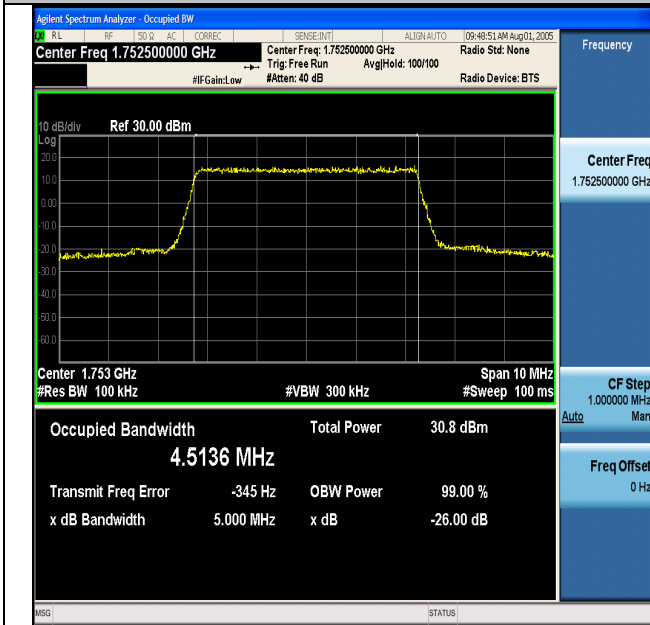 Agilent Spectrum Analyzer - Occupied BW
RL RF 50 Ω AC CORREC SENSE:INT ALIGN AUTO 09:48:51 AM Aug 01, 2005
Center Freq 1.752500000 GHz
Center Freq: 1.752500000 GHz
Radio Std: None
Trig: Free Run Avg|Hold: 100/100
#IFGain:Low
#Atten: 40 dB
Radio Device: BTS
10 dB/div Ref 30.00 dBm
Log
20.0
10.0
0.00
-10.0
-20.0
-30.0
-40.0
-50.0
-60.0
Center 1.753 GHz Span 10 MHz
#Res BW 100 kHz #VBW 300 kHz #Sweep 100 ms
Occupied Bandwidth Total Power 30.8 dBm
4.5136 MHz
Transmit Freq Error -345 Hz OBW Power 99.00 %
x dB Bandwidth 5.000 MHz x dB -26.00 dB
MSG STATUS
Frequency
Center Freq
1.752500000 GHz
CF Step
1.000000 MHz
Auto Man
Freq Offset
0 Hz